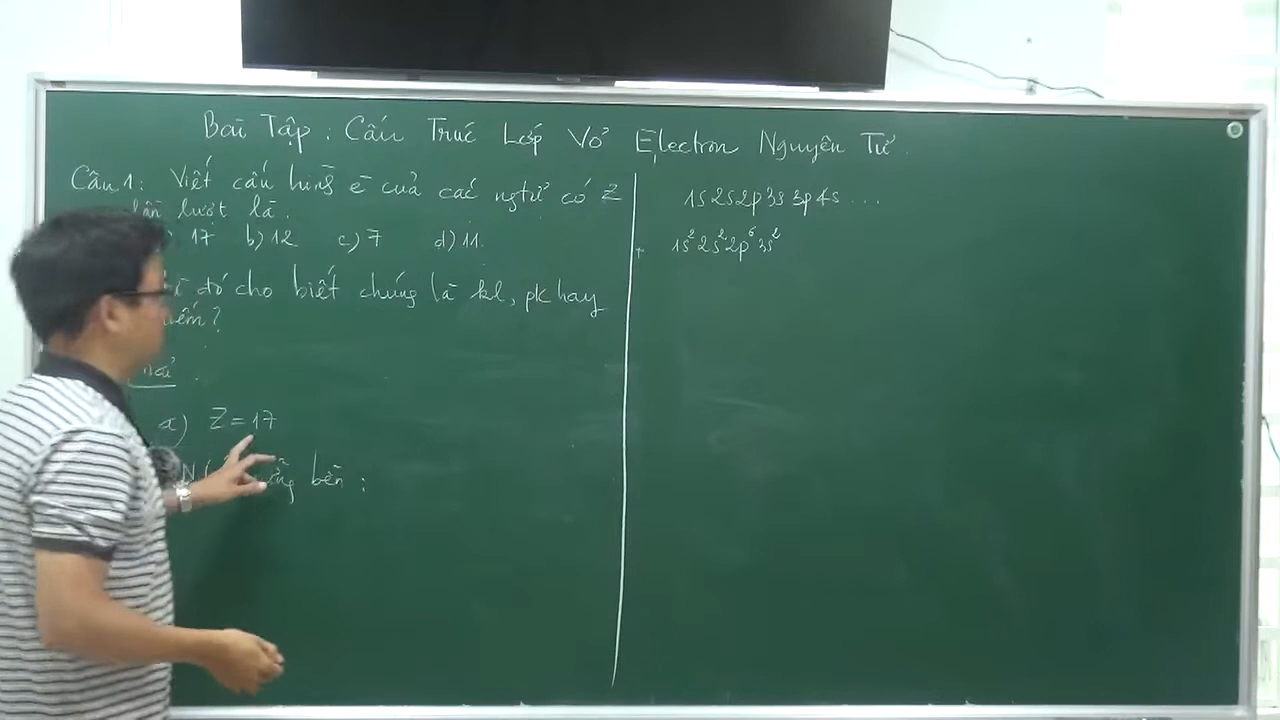 Bài Tập : Cấu Trúc Lớp Vỏ Electron Nguyên Tử.
Câu 1: Viết cấu hình e của các ngtử có Z
lần lượt là.
17 b) 12 c) 7 d) 11.
đó cho biết chúng là kl, pk hay
hiếm?
a) Z = 17
bền :
1s 2s 2p 3s 3p 4s ...
1s² 2s² 2p⁶ 3s²